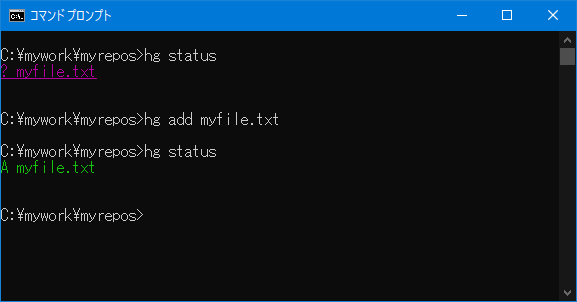 コマンドプロンプト
C:¥mywork¥myrepos>hg status
? myfile.txt
C:¥mywork¥myrepos>hg add myfile.txt
C:¥mywork¥myrepos>hg status
A myfile.txt
C:¥mywork¥myrepos>